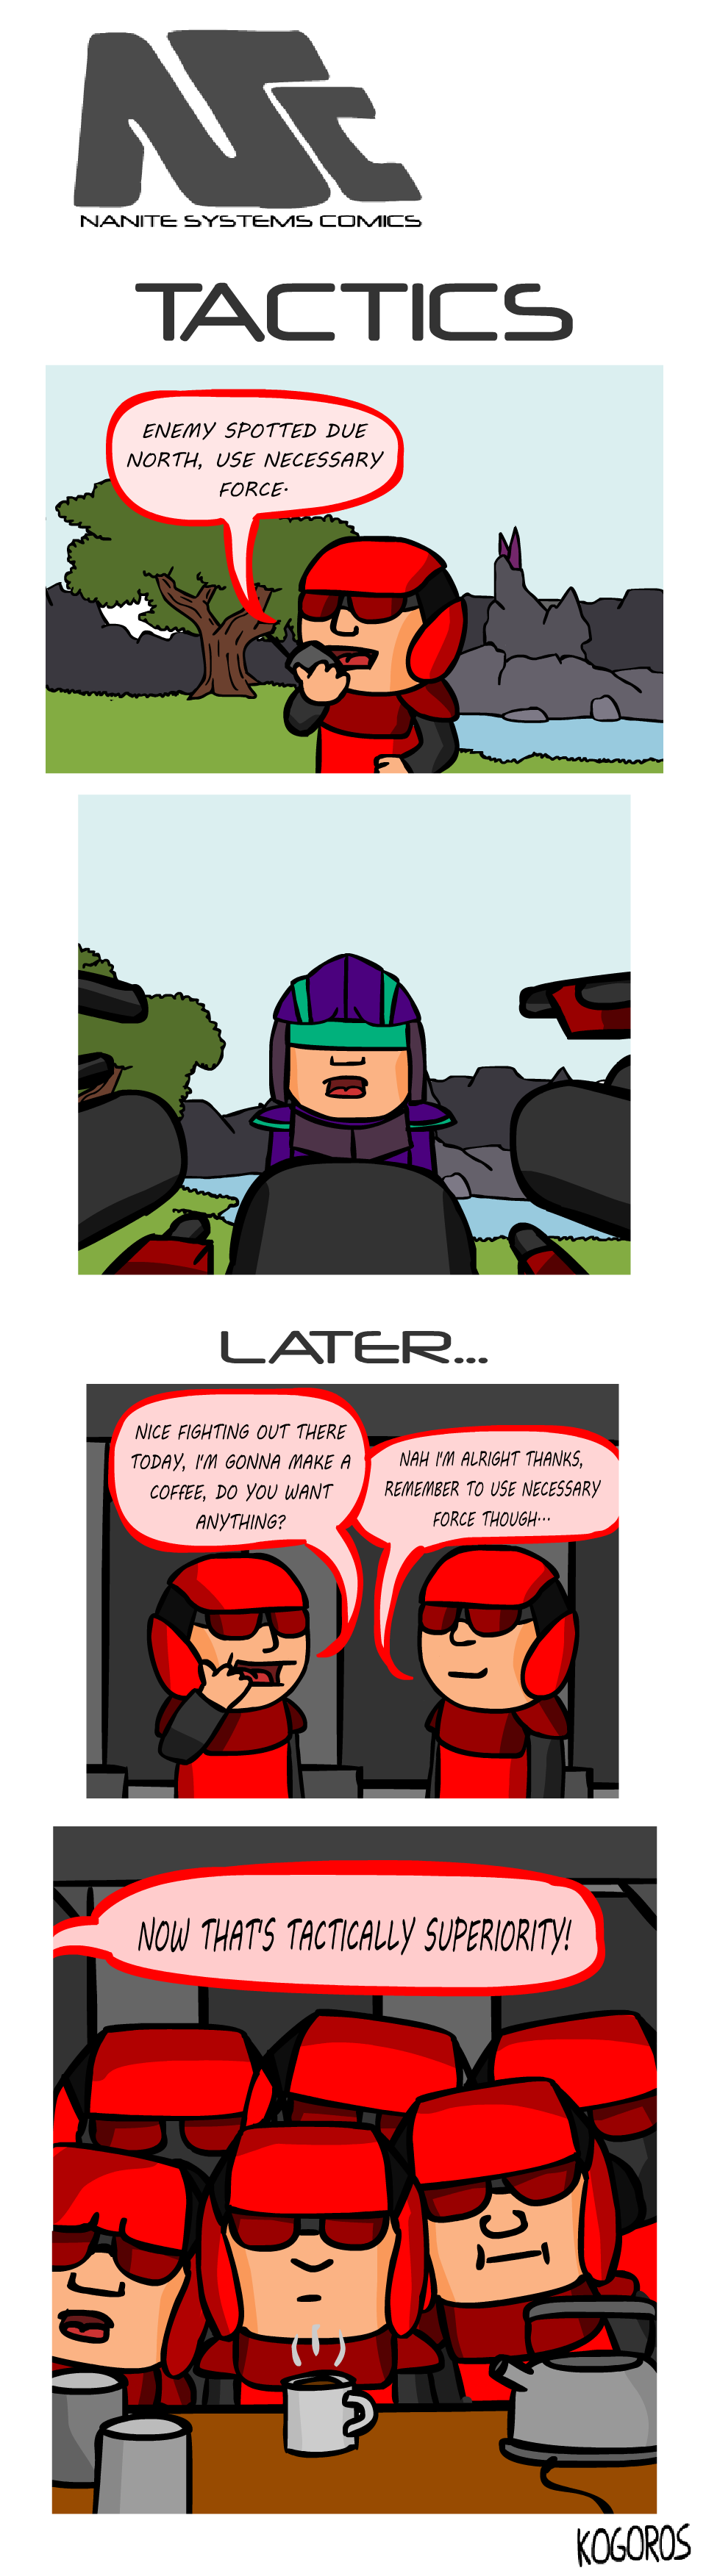 NSC
NANITE SYSTEMS COMICS
TACTICS
ENEMY SPOTTED DUE
NORTH, USE NECESSARY
FORCE.
LATER...
NICE FIGHTING OUT THERE
TODAY, I'M GONNA MAKE A
COFFEE, DO YOU WANT
ANYTHING?
NAH I'M ALRIGHT THANKS,
REMEMBER TO USE NECESSARY
FORCE THOUGH...
NOW THAT'S TACTICALLY SUPERIORITY!
KOGOROS